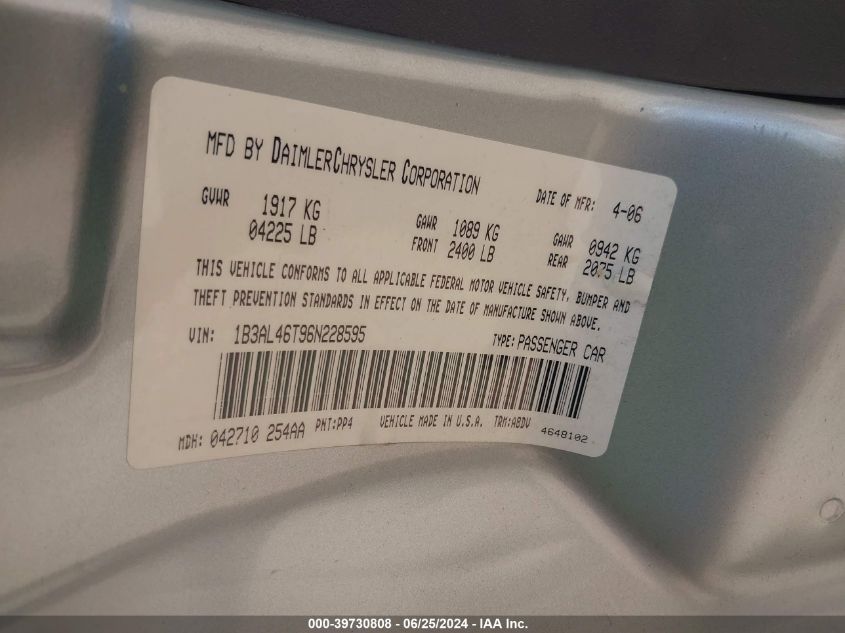 MFD BY DAIMLERCHRYSLER CORPORATION
DATE OF MFR: 4-06
GVWR 1917 KG 04225 LB
GAWR FRONT 1089 KG 2400 LB
GAWR REAR 0942 KG 2075 LB
THIS VEHICLE CONFORMS TO ALL APPLICABLE FEDERAL MOTOR VEHICLE SAFETY, BUMPER AND
THEFT PREVENTION STANDARDS IN EFFECT ON THE DATE OF MANUFACTURE SHOWN ABOVE.
VIN: 1B3AL46T96N228595 TYPE: PASSENGER CAR
MDH: 042710 254AA PNT:PP4 VEHICLE MADE IN U.S.A. TRM:A8DV 4648102
000-39730808 - 06/25/2024 - IAA Inc.